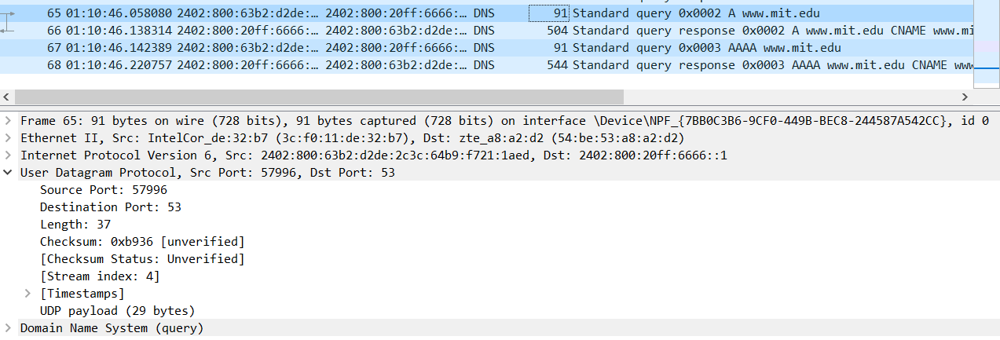 65 01:10:46.058080 2402:800:63b2:d2de:… 2402:800:20ff:6666:… DNS 91 Standard query 0x0002 A www.mit.edu
66 01:10:46.138314 2402:800:20ff:6666:… 2402:800:63b2:d2de:… DNS 504 Standard query response 0x0002 A www.mit.edu CNAME www.mi
67 01:10:46.142389 2402:800:63b2:d2de:… 2402:800:20ff:6666:… DNS 91 Standard query 0x0003 AAAA www.mit.edu
68 01:10:46.220757 2402:800:20ff:6666:… 2402:800:63b2:d2de:… DNS 544 Standard query response 0x0003 AAAA www.mit.edu CNAME www
Frame 65: 91 bytes on wire (728 bits), 91 bytes captured (728 bits) on interface \Device\NPF_{7BB0C3B6-9CF0-449B-BEC8-244587A542CC}, id 0
Ethernet II, Src: IntelCor_de:32:b7 (3c:f0:11:de:32:b7), Dst: zte_a8:a2:d2 (54:be:53:a8:a2:d2)
Internet Protocol Version 6, Src: 2402:800:63b2:d2de:2c3c:64b9:f721:1aed, Dst: 2402:800:20ff:6666::1
User Datagram Protocol, Src Port: 57996, Dst Port: 53
Source Port: 57996
Destination Port: 53
Length: 37
Checksum: 0xb936 [unverified]
[Checksum Status: Unverified]
[Stream index: 4]
[Timestamps]
UDP payload (29 bytes)
Domain Name System (query)